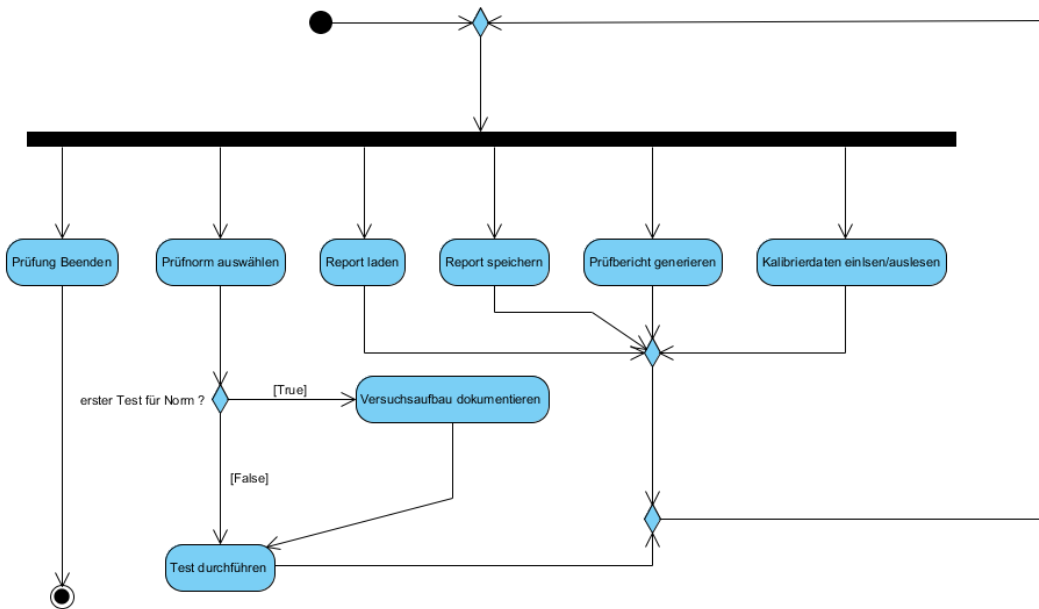 Prüfung Beenden
Prüfnorm auswählen
Report laden
Report speichern
Prüfbericht generieren
Kalibrierdaten einlsen/auslesen
erster Test für Norm ?
[True]
Versuchsaufbau dokumentieren
[False]
Test durchführen